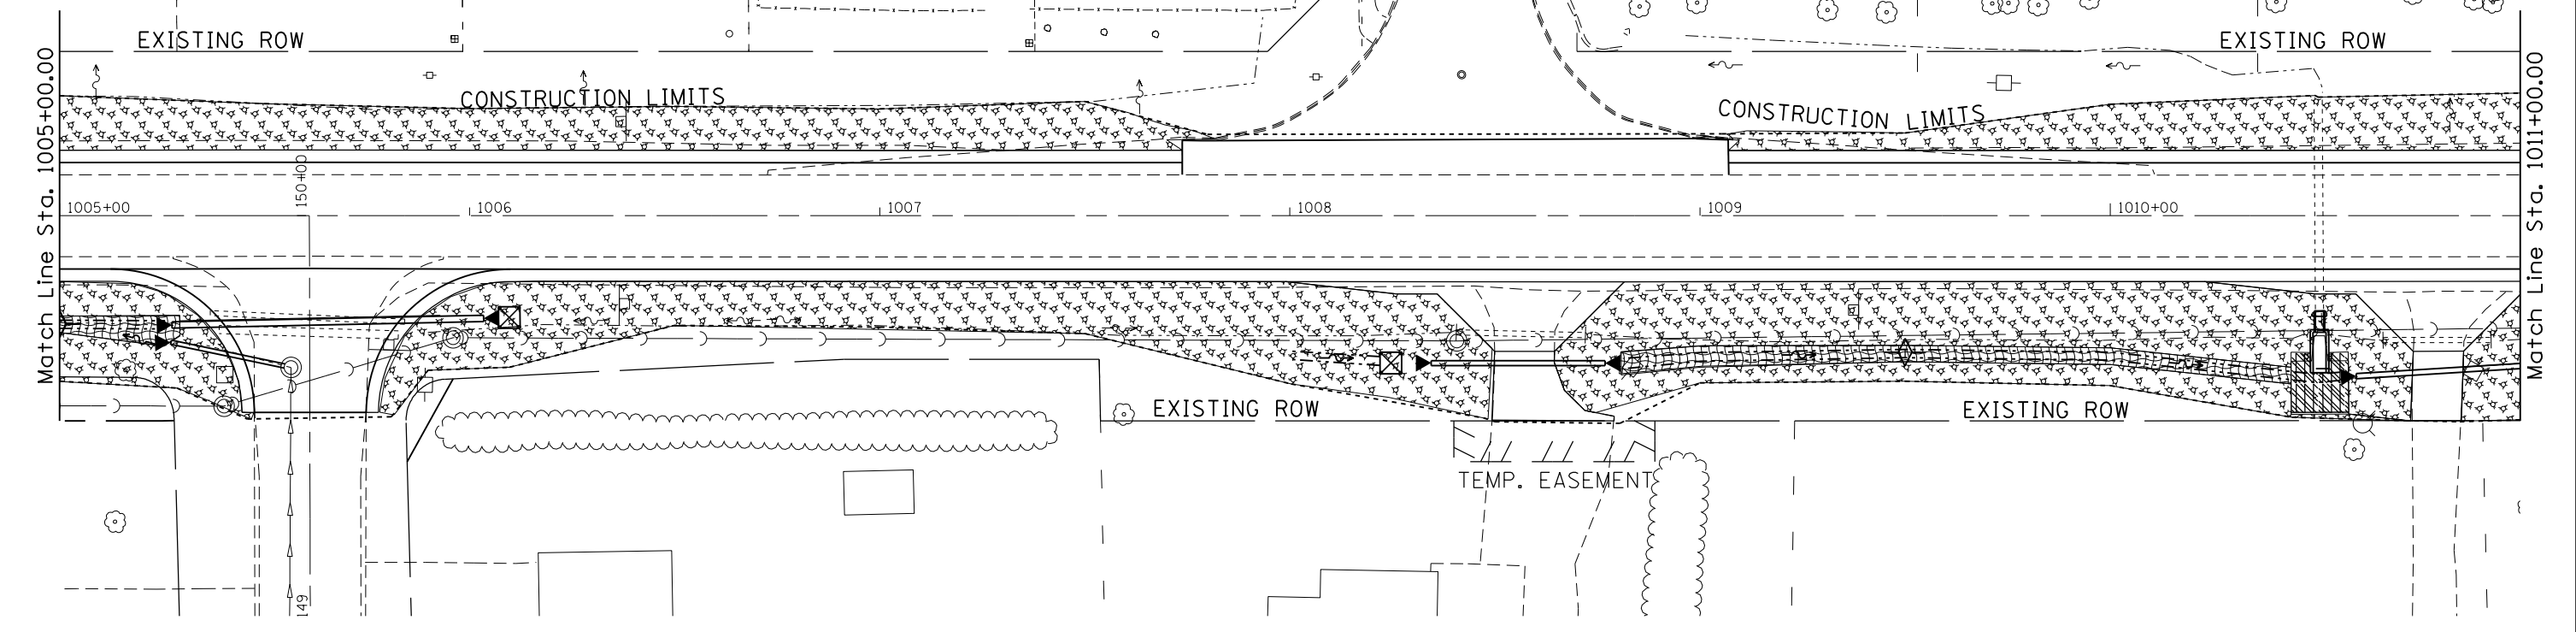 EXISTING ROW
EXISTING ROW
CONSTRUCTION LIMITS
CONSTRUCTION LIMITS
Match Line Sta. 1005+00.00
Match Line Sta. 1011+00.00
150+00
1005+00
1006
1007
1008
1009
1010+00
EXISTING ROW
EXISTING ROW
TEMP. EASEMENT
149